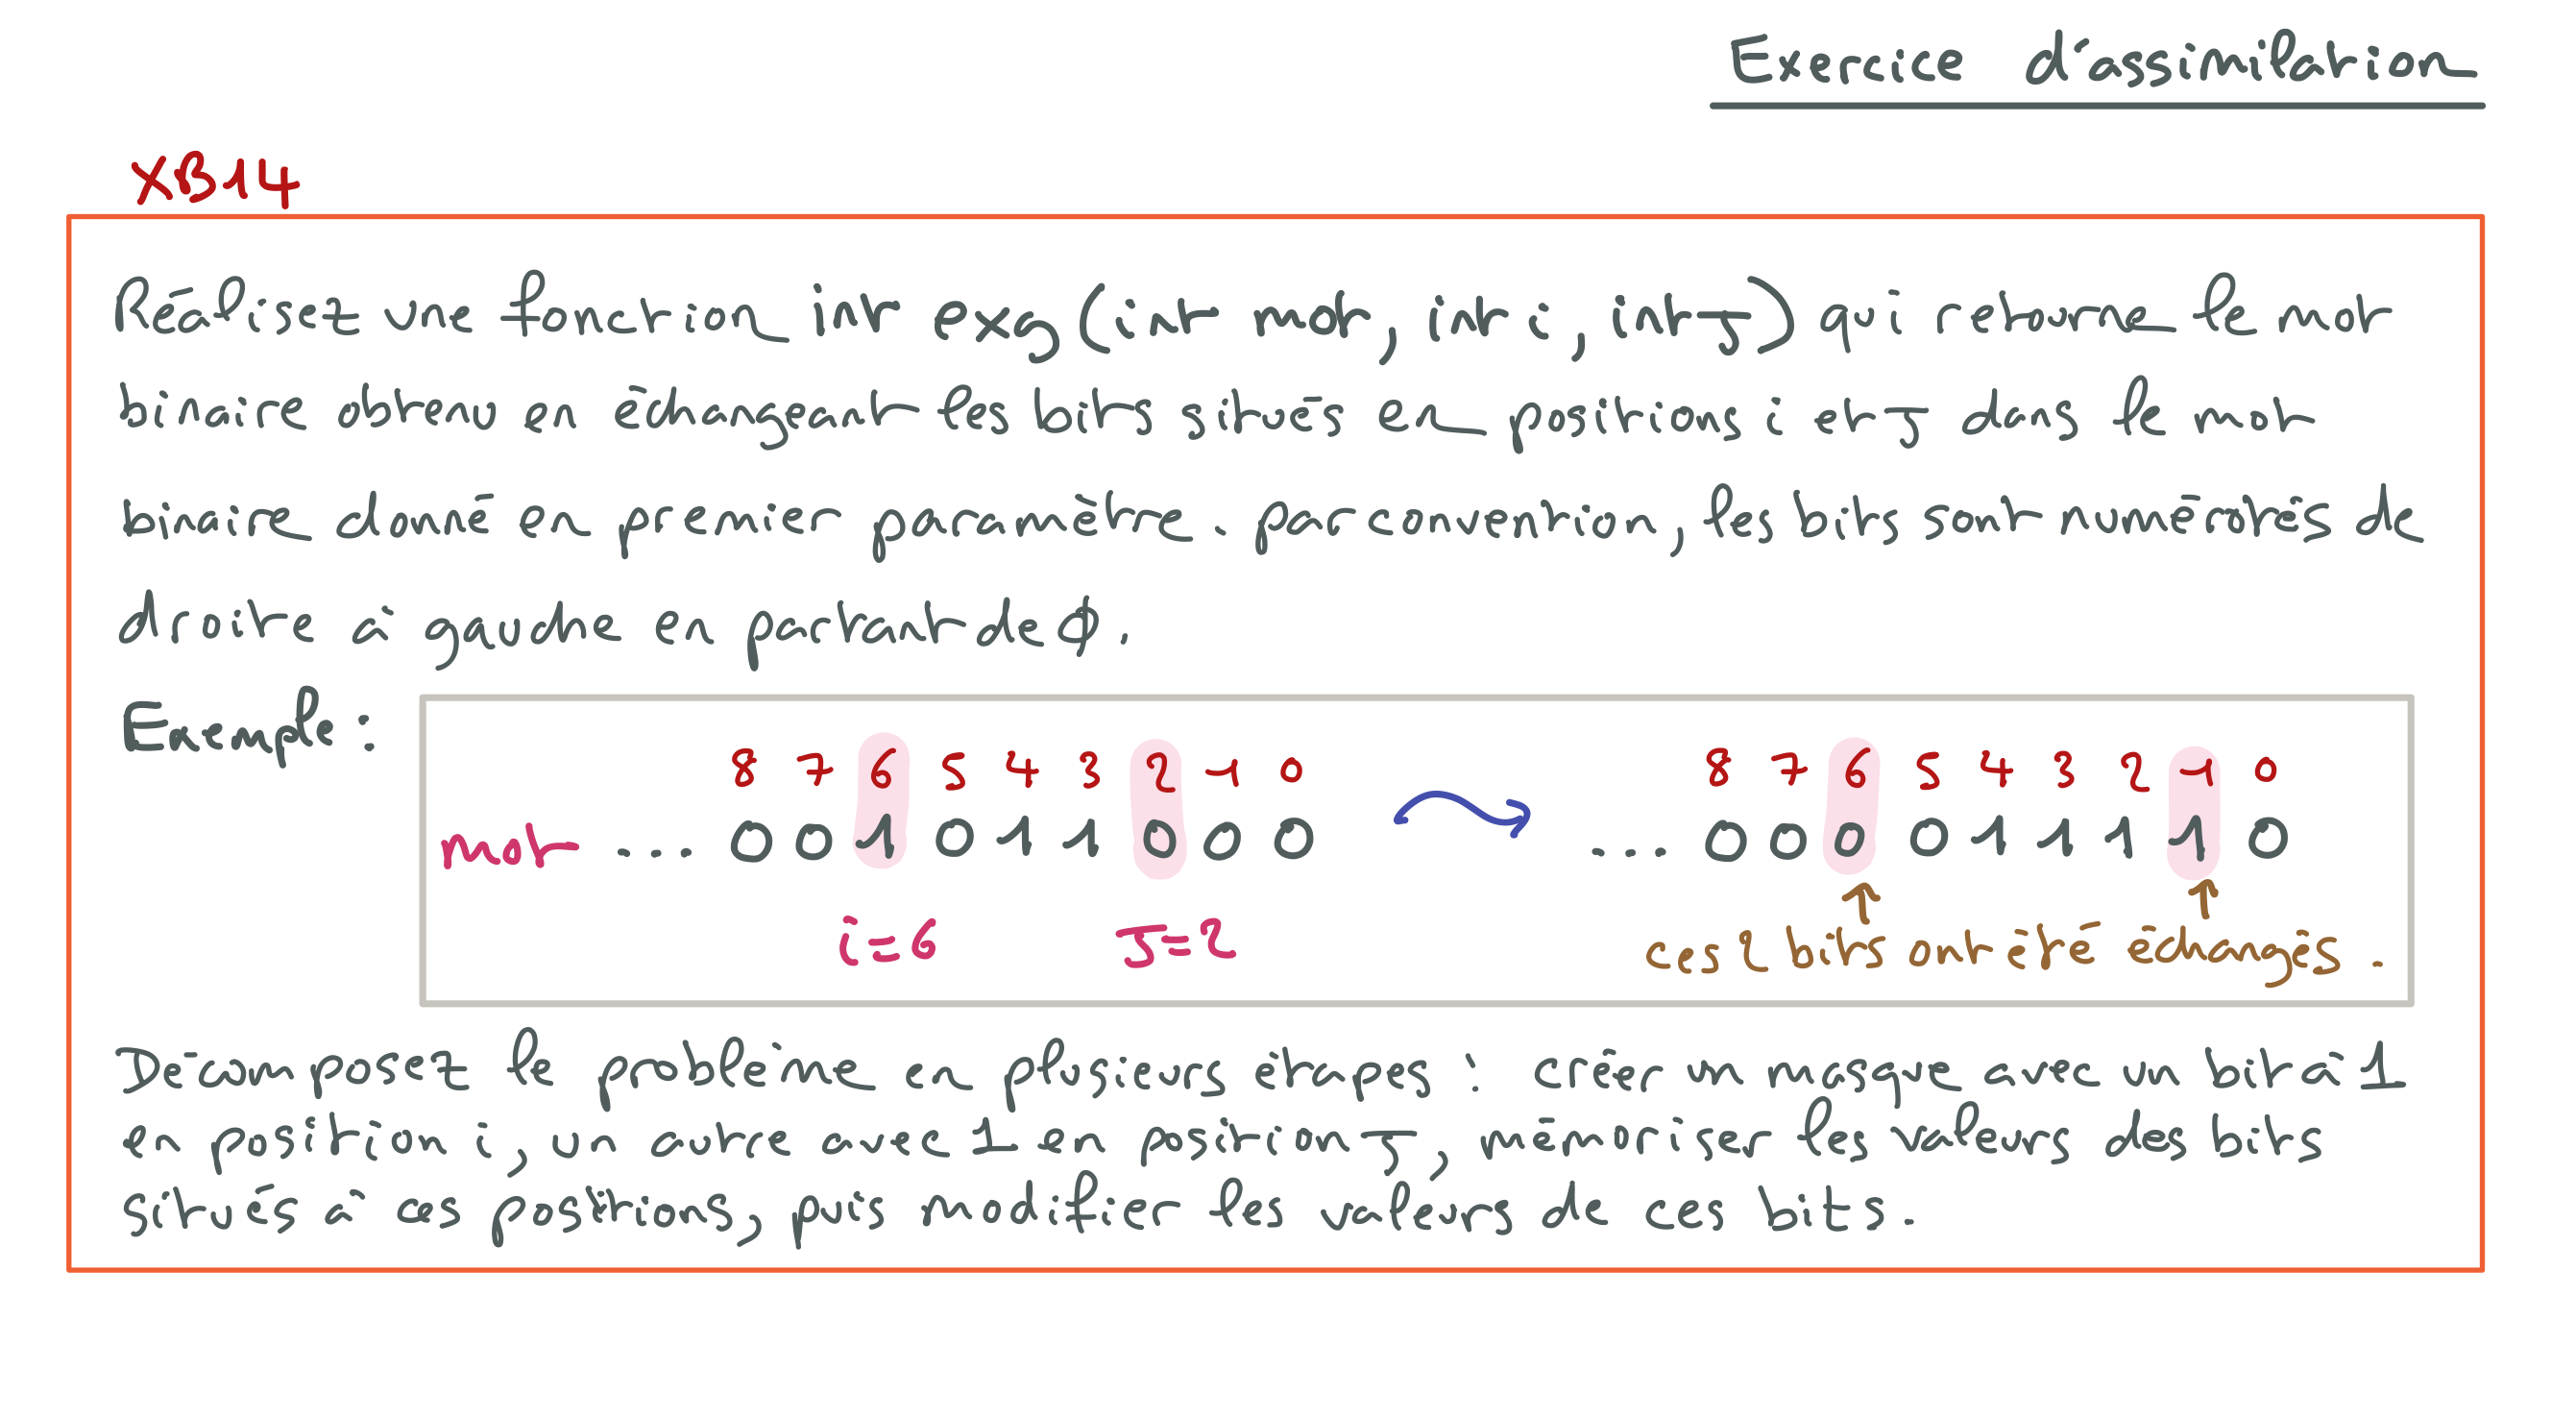 Exercice d'assimilation
XB14
Réalisez une fonction int exg (int mot, int i, int J) qui retourne le mot
binaire obtenu en échangeant les bits situés en positions i et J dans le mot
binaire donné en premier paramètre. par convention, les bits sont numérotés de
droite à gauche en partant de 0.
Exemple :
8 7 6 5 4 3 2 1 0
8 7 6 5 4 3 2 1 0
mot ... 0 0 1 0 1 1 0 0 0
... 0 0 0 0 1 1 1 1 0
i=6 J=2
ces 2 bits ont été échangés.
Décomposez le problème en plusieurs étapes : créer un masque avec un bit à 1
en position i, un autre avec 1 en position J, mémoriser les valeurs des bits
situés à ces positions, puis modifier les valeurs de ces bits.